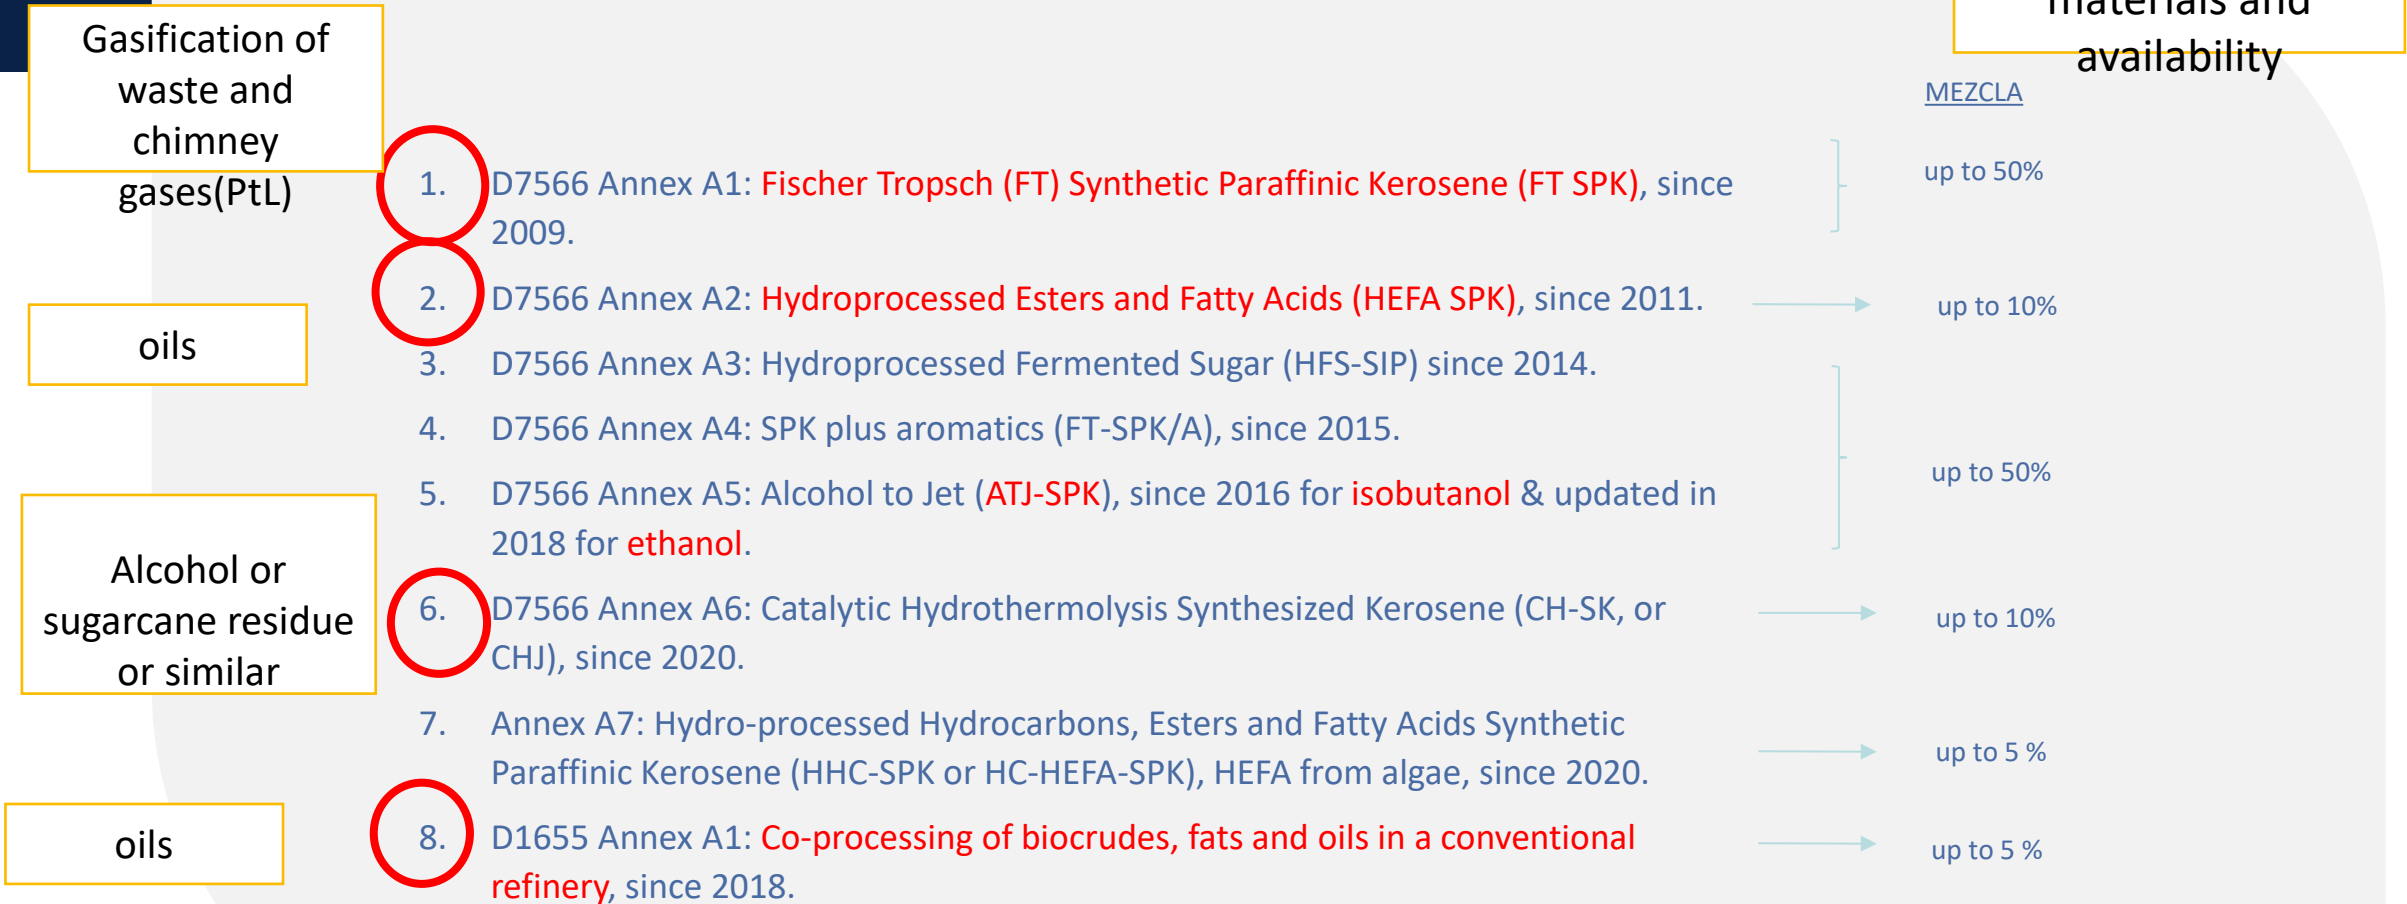 Gasification of
waste and
chimney
gases(PtL)
materials and
availability
MEZCLA
1. D7566 Annex A1: Fischer Tropsch (FT) Synthetic Paraffinic Kerosene (FT SPK), since
2009.
up to 50%
2. D7566 Annex A2: Hydroprocessed Esters and Fatty Acids (HEFA SPK), since 2011.
up to 10%
oils
3. D7566 Annex A3: Hydroprocessed Fermented Sugar (HFS-SIP) since 2014.
4. D7566 Annex A4: SPK plus aromatics (FT-SPK/A), since 2015.
5. D7566 Annex A5: Alcohol to Jet (ATJ-SPK), since 2016 for isobutanol & updated in
2018 for ethanol.
up to 50%
Alcohol or
sugarcane residue
or similar
6. D7566 Annex A6: Catalytic Hydrothermolysis Synthesized Kerosene (CH-SK, or
CHJ), since 2020.
up to 10%
7. Annex A7: Hydro-processed Hydrocarbons, Esters and Fatty Acids Synthetic
Paraffinic Kerosene (HHC-SPK or HC-HEFA-SPK), HEFA from algae, since 2020.
up to 5 %
oils
8. D1655 Annex A1: Co-processing of biocrudes, fats and oils in a conventional
refinery, since 2018.
up to 5 %